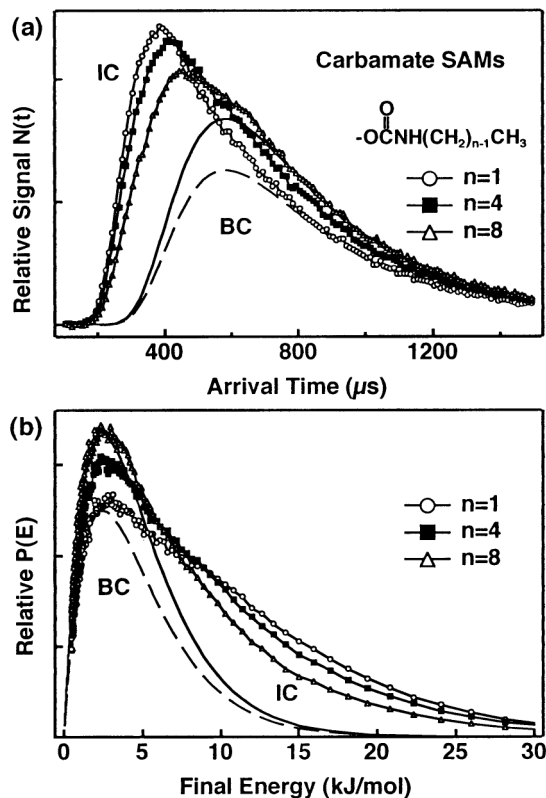 (a)
Relative Signal N(t)
IC
BC
Carbamate SAMs
O
-OCNH(CH₂)ₙ₋₁CH₃
n=1
n=4
n=8
400
800
1200
Arrival Time (μs)
(b)
Relative P(E)
BC
IC
n=1
n=4
n=8
0
5
10
15
20
25
30
Final Energy (kJ/mol)